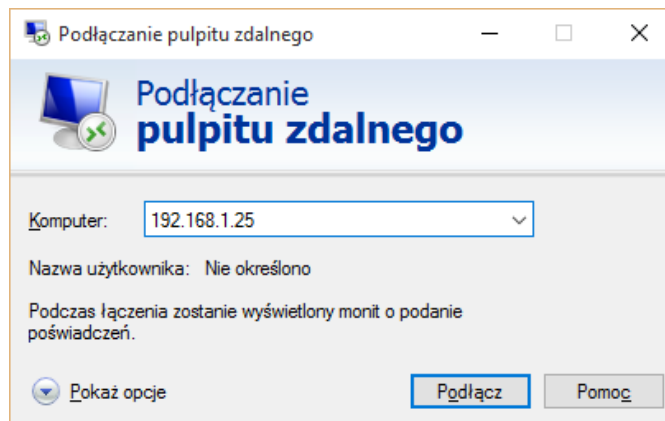 Podłączanie pulpitu zdalnego
Podłączanie
pulpitu zdalnego
Komputer: 192.168.1.25
Nazwa użytkownika: Nie określono
Podczas łączenia zostanie wyświetlony monit o podanie
poświadczeń.
Pokaż opcje Podłącz Pomoc